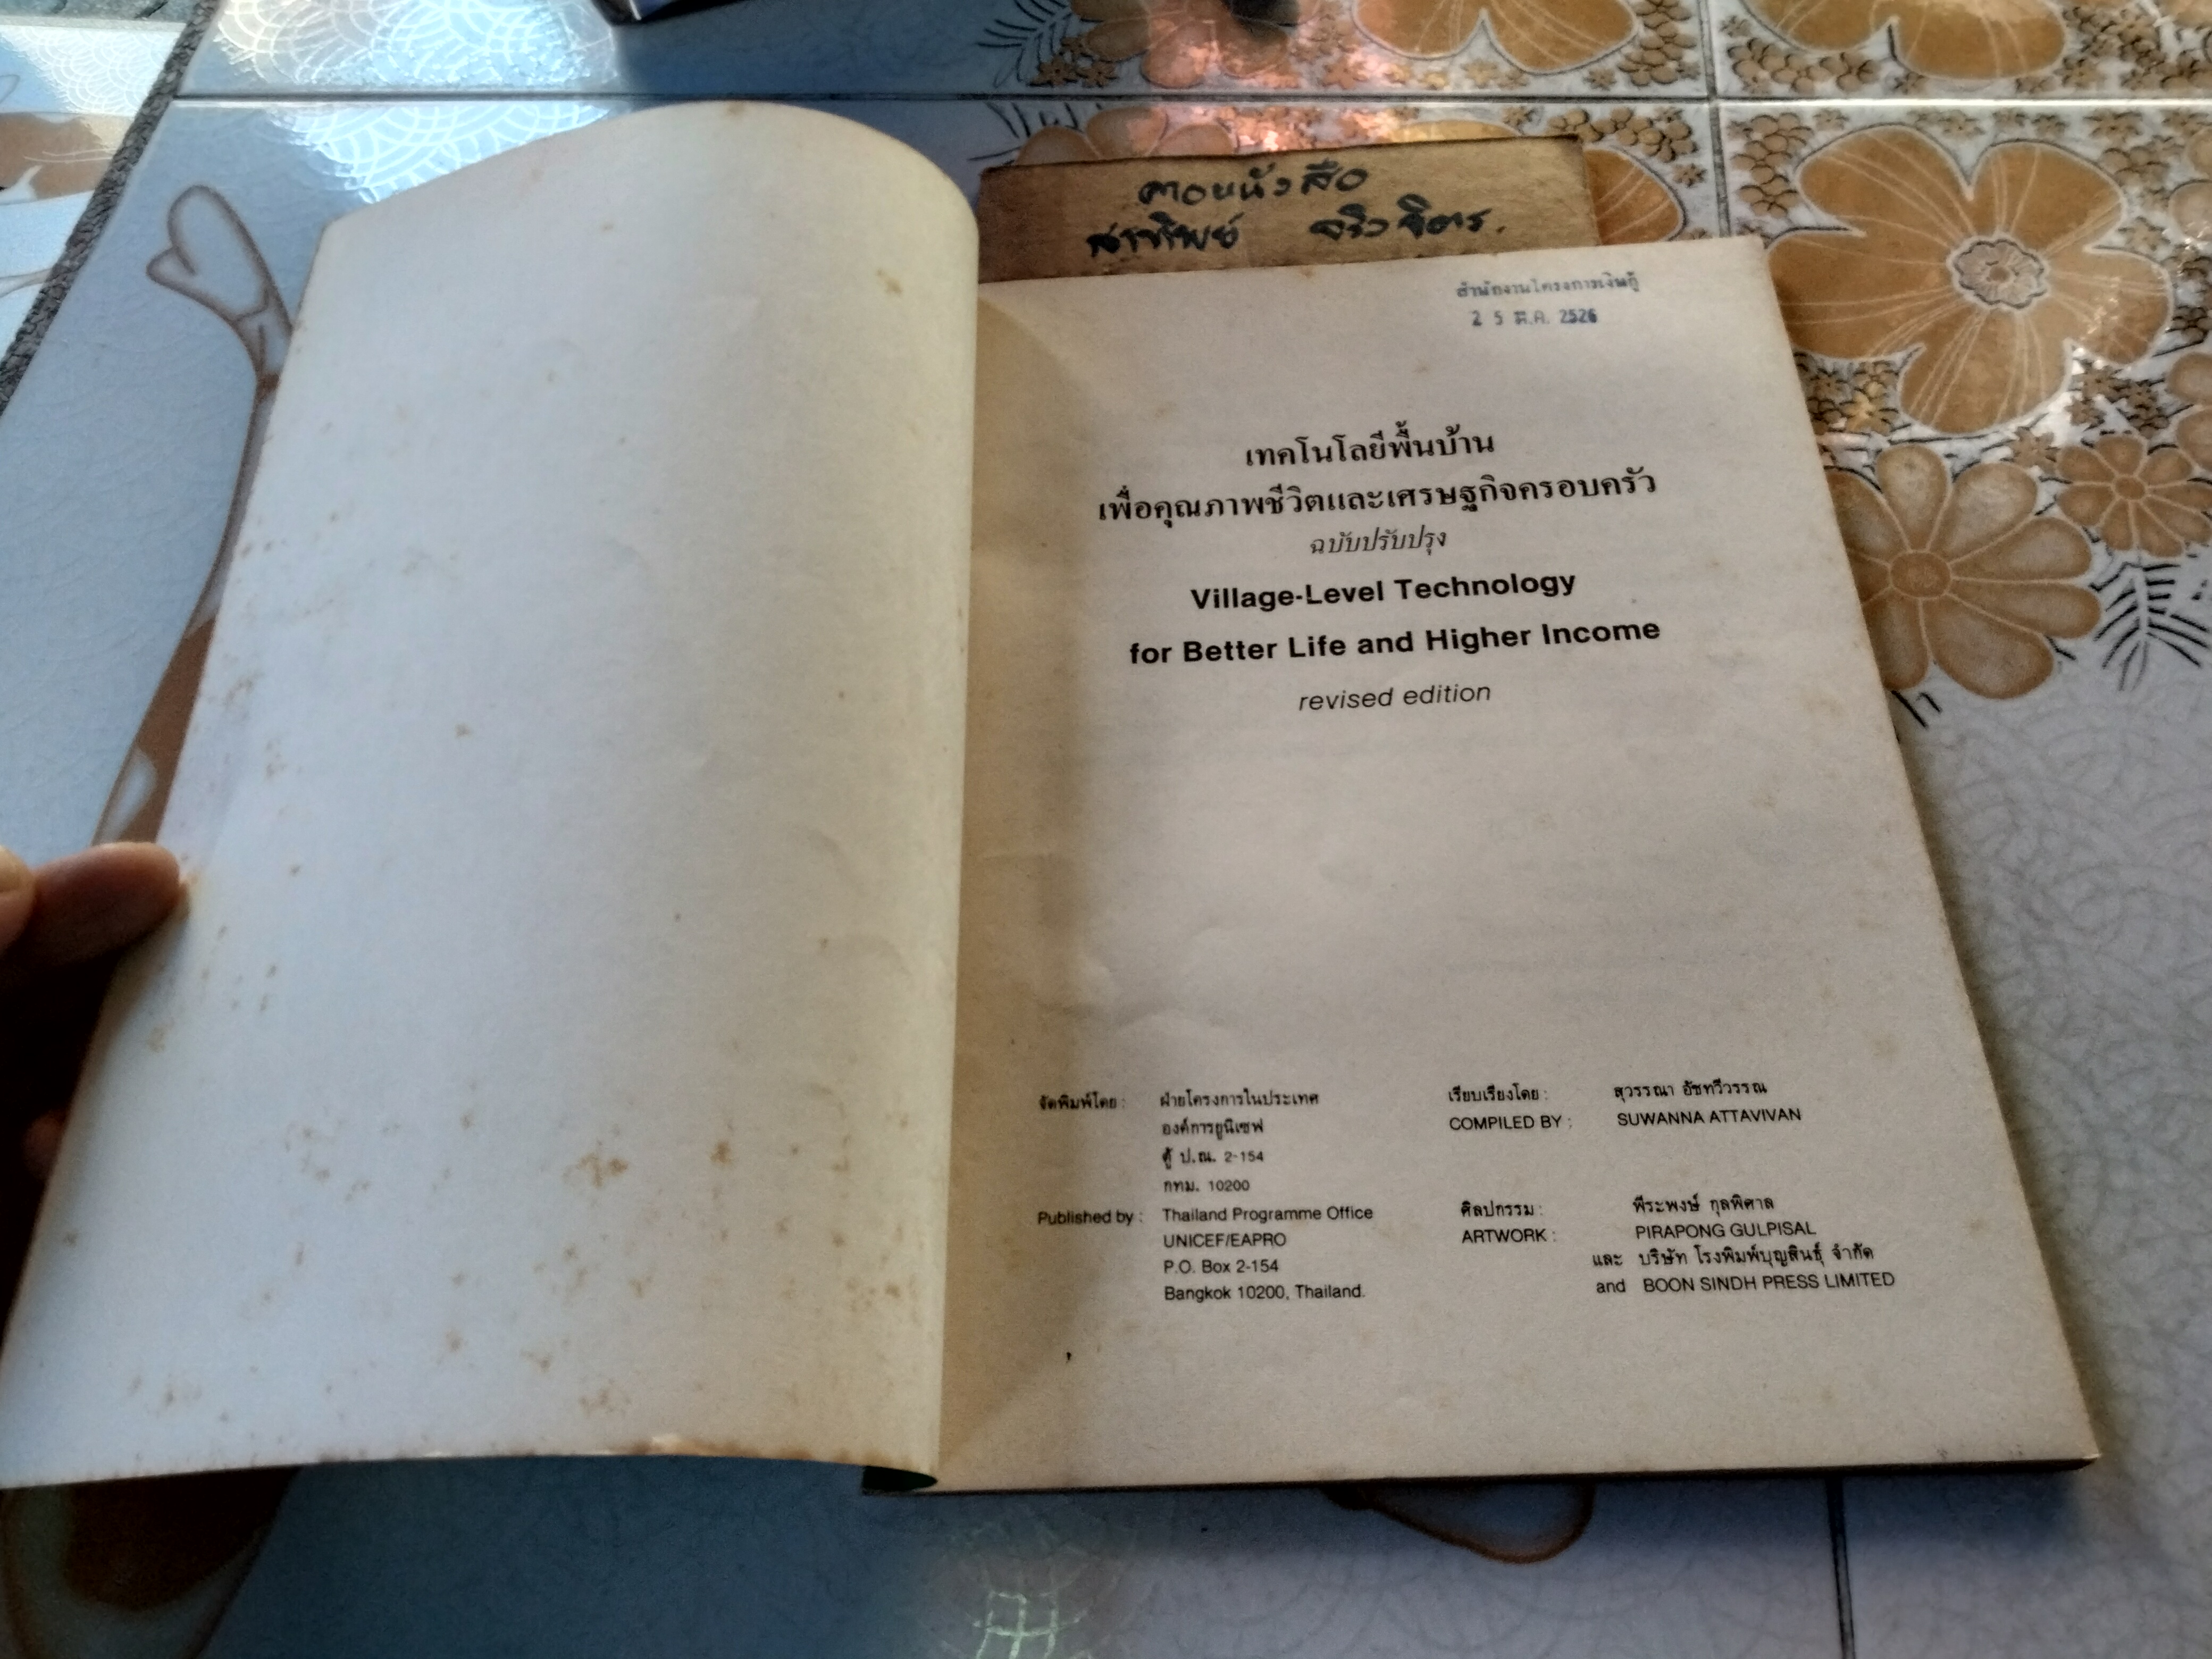 สำนักงานโครงการเงินกู้
2 5 ต.ค. 2526
เทคโนโลยีพื้นบ้าน
เพื่อคุณภาพชีวิตและเศรษฐกิจครอบครัว
ฉบับปรับปรุง
Village-Level Technology
for Better Life and Higher Income
revised edition
จัดพิมพ์โดย : ฝ่ายโครงการในประเทศ
องค์การยูนิเซฟ
ตู้ ป.ณ. 2-154
กทม. 10200
Published by : Thailand Programme Office
UNICEF/EAPRO
P.O. Box 2-154
Bangkok 10200, Thailand.
เรียบเรียงโดย : สุวรรณา อัชทวีวรรณ
COMPILED BY : SUWANNA ATTAVIVAN
ศิลปกรรม : พีระพงษ์ กุลพิศาล
ARTWORK : PIRAPONG GULPISAL
และ บริษัท โรงพิมพ์บุญสินธุ์ จำกัด
and BOON SINDH PRESS LIMITED